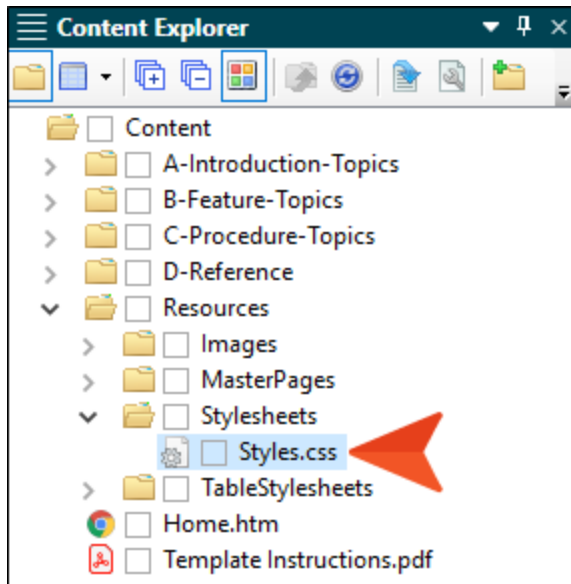 Content Explorer
Content
A-Introduction-Topics
B-Feature-Topics
C-Procedure-Topics
D-Reference
Resources
Images
MasterPages
Stylesheets
Styles.css
TableStylesheets
Home.htm
Template Instructions.pdf